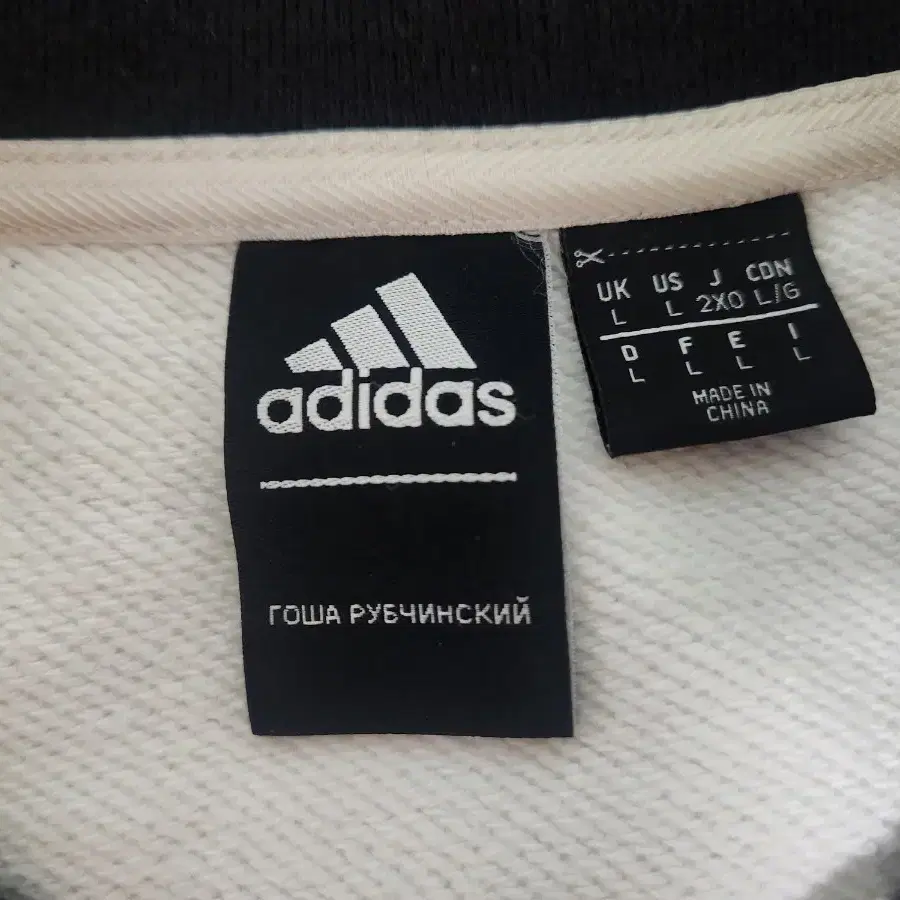 adidas
ГОША РУБЧИНСКИЙ
UK US J CDN
L L 2XO L/G
D F E I
L L L L
MADE IN
CHINA